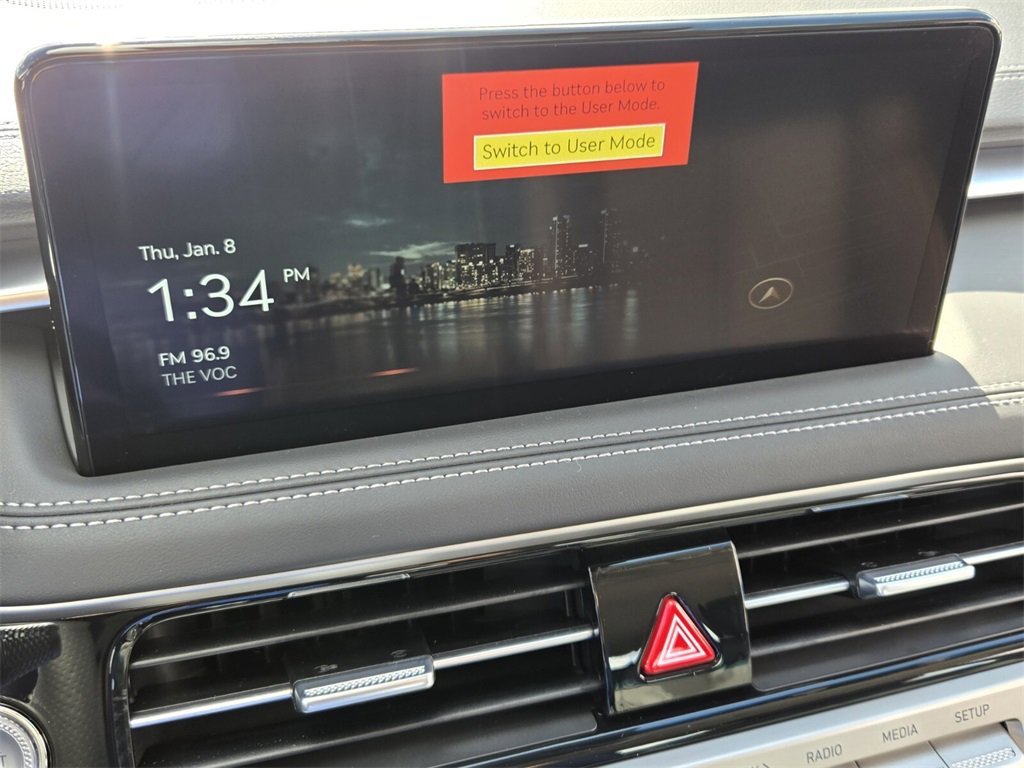 Press the button below to
switch to the User Mode.
Switch to User Mode
Thu, Jan. 8
1:34 PM
FM 96.9
THE VOC
RADIO
MEDIA
SETUP